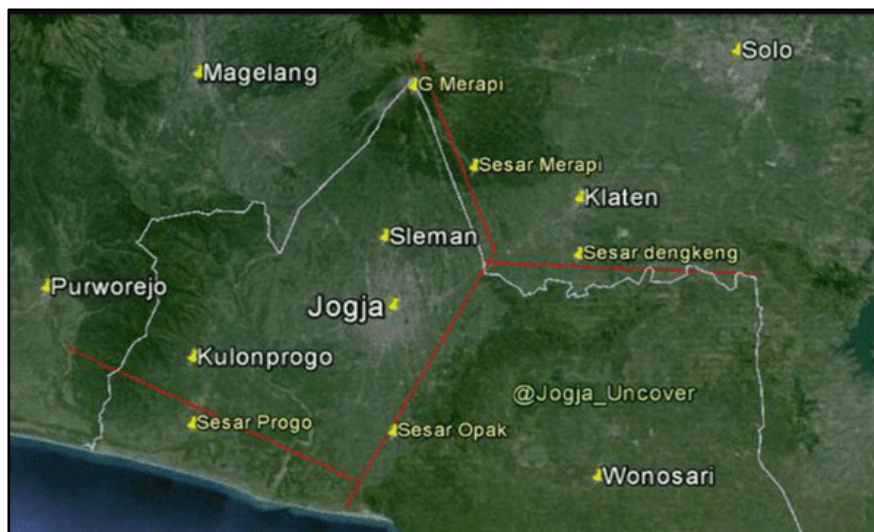 Solo
Magelang
G Merapi
Sesar Merapi
Klaten
Sleman
Sesar dengkeng
Purworejo
Jogja
Kulonprogo
@Jogja_Uncover
Sesar Progo
Sesar Opak
Wonosari